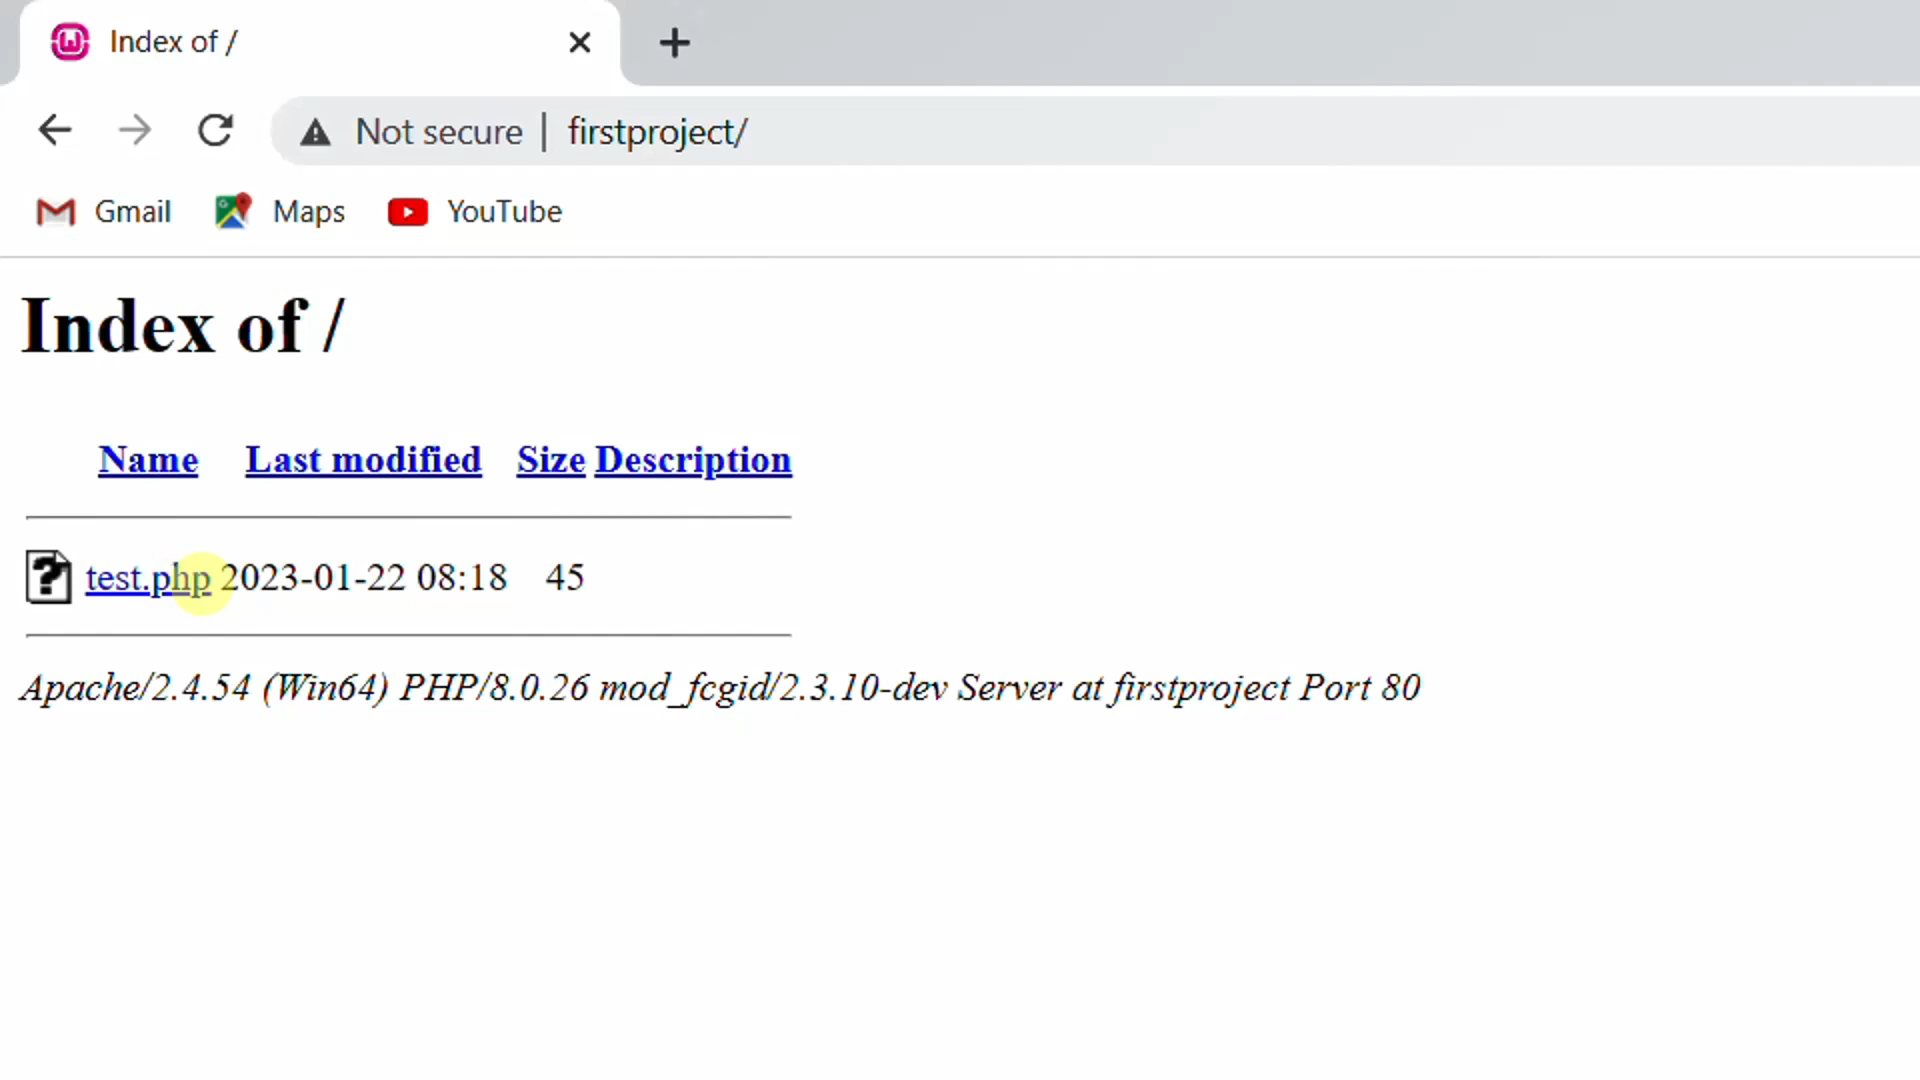 Index of /
Not secure | firstproject/
Gmail Maps YouTube
Index of /
Name Last modified Size Description
test.php 2023-01-22 08:18 45
Apache/2.4.54 (Win64) PHP/8.0.26 mod_fcgid/2.3.10-dev Server at firstproject Port 80